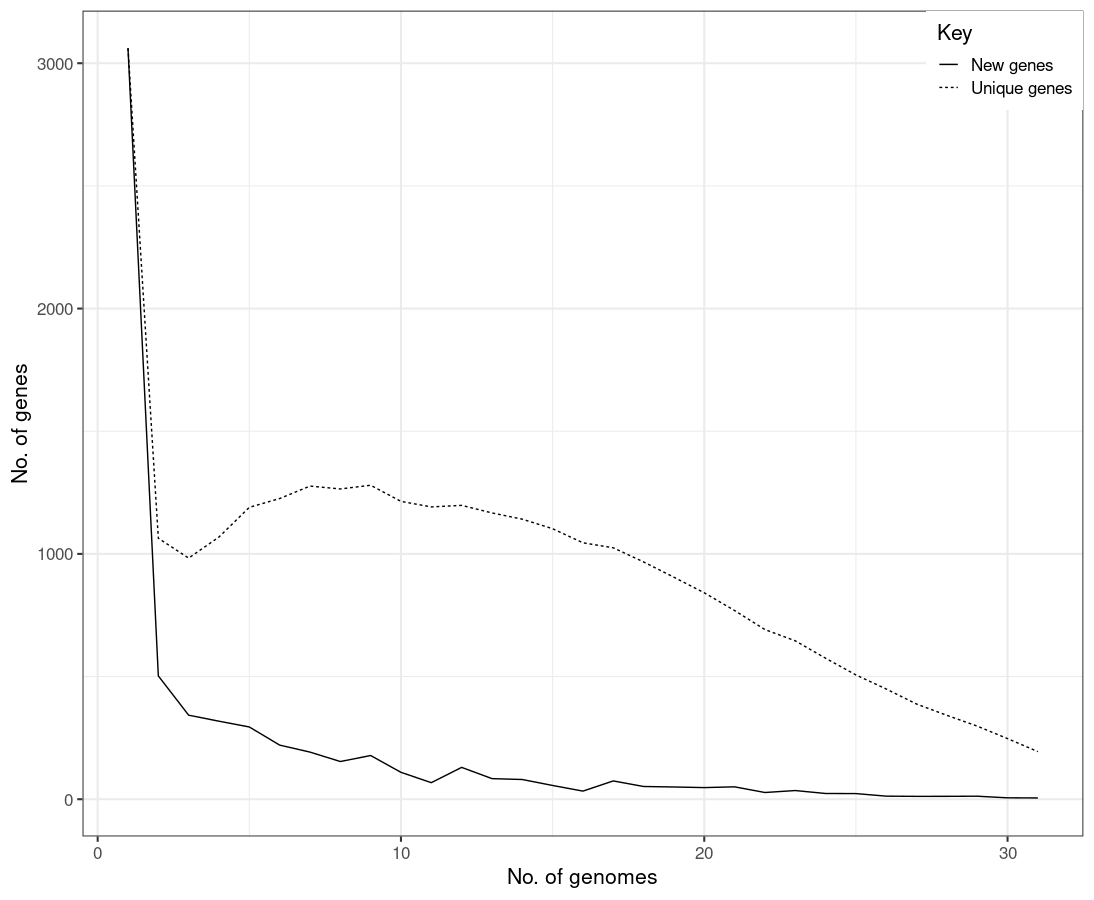 Key
New genes
Unique genes
No. of genes
3000
2000
1000
0
0 10 20 30
No. of genomes